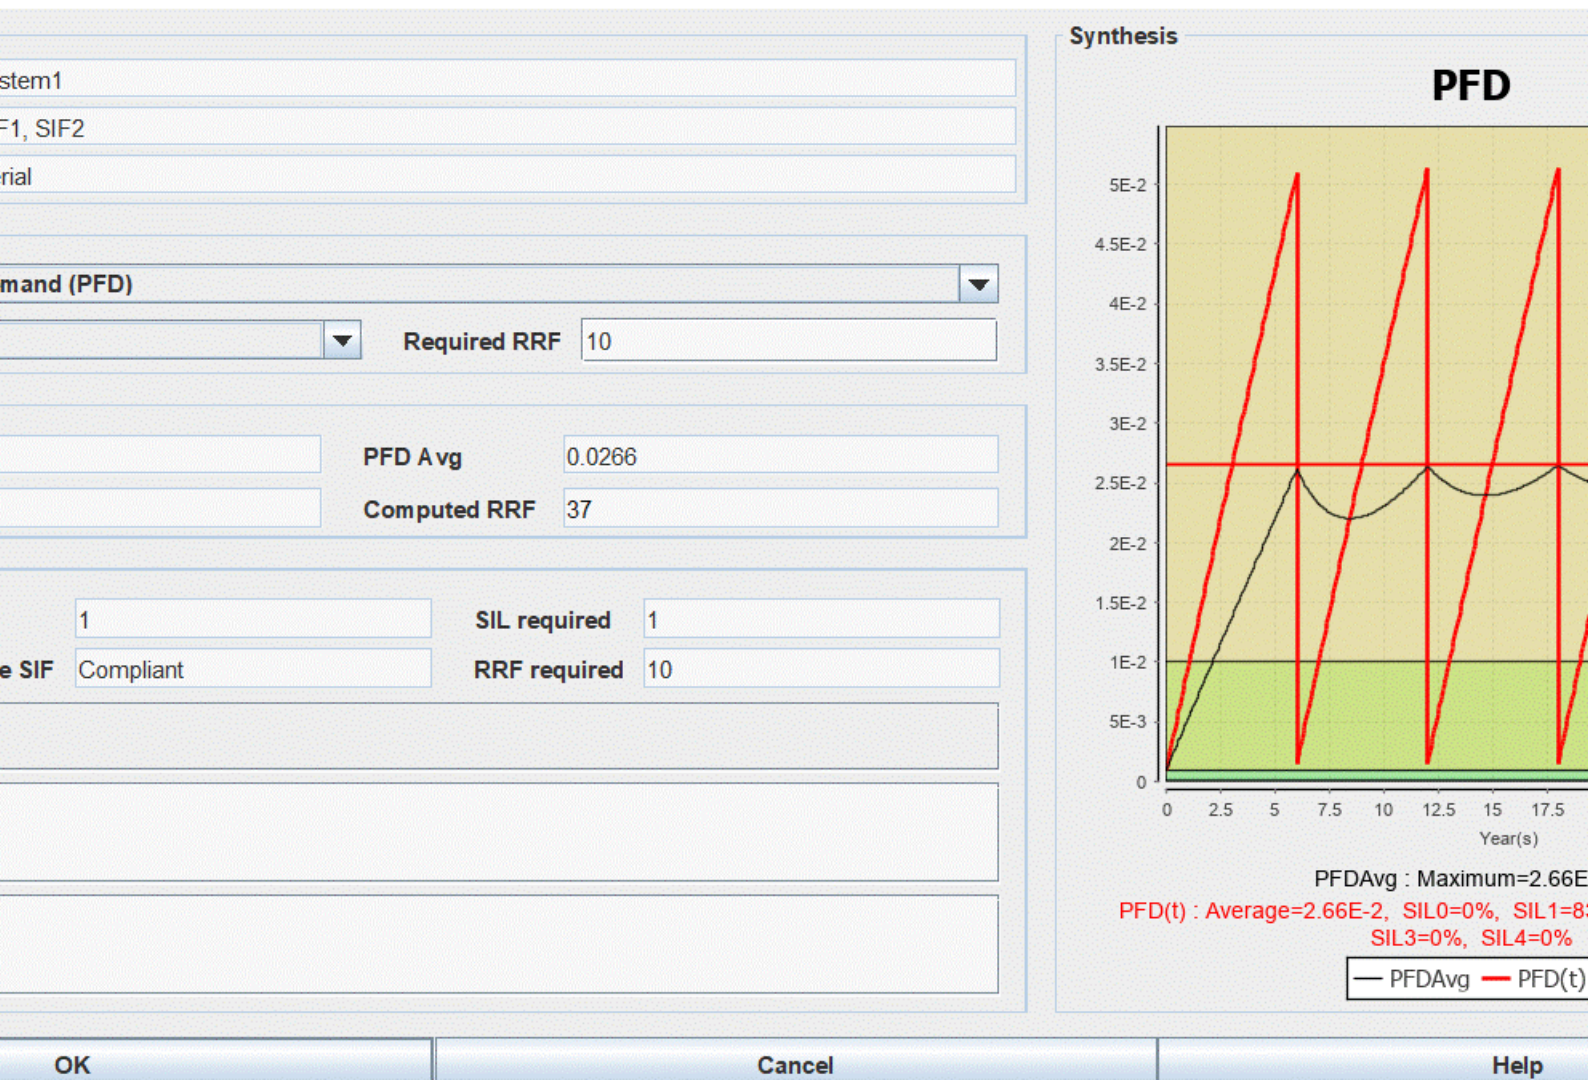 stem1
F1, SIF2
rial
mand (PFD)
Required RRF 10
PFD Avg 0.0266
Computed RRF 37
1 SIL required 1
e SIF Compliant RRF required 10
OK Cancel Help
Synthesis
PFD
5E-2
4.5E-2
4E-2
3.5E-2
3E-2
2.5E-2
2E-2
1.5E-2
1E-2
5E-3
0
0 2.5 5 7.5 10 12.5 15 17.5
Year(s)
PFDAvg : Maximum=2.66E
PFD(t) : Average=2.66E-2, SIL0=0%, SIL1=83
SIL3=0%, SIL4=0%
PFDAvg PFD(t)